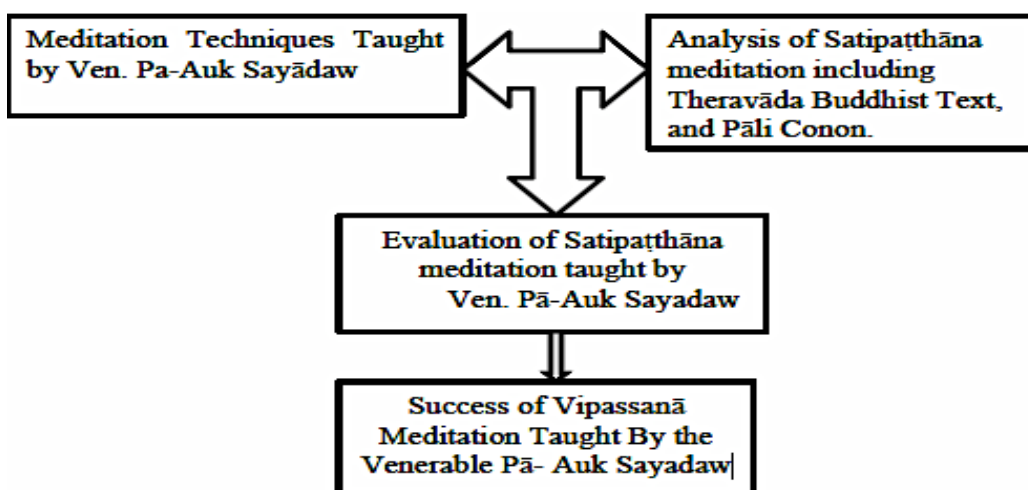 Meditation Techniques Taught
by Ven. Pa-Auk Sayādaw
Analysis of Satipaṭṭhāna
meditation including
Theravāda Buddhist Text,
and Pāli Conon.
Evaluation of Satipaṭṭhāna
meditation taught by
Ven. Pā-Auk Sayadaw
Success of Vipassanā
Meditation Taught By the
Venerable Pā- Auk Sayadaw